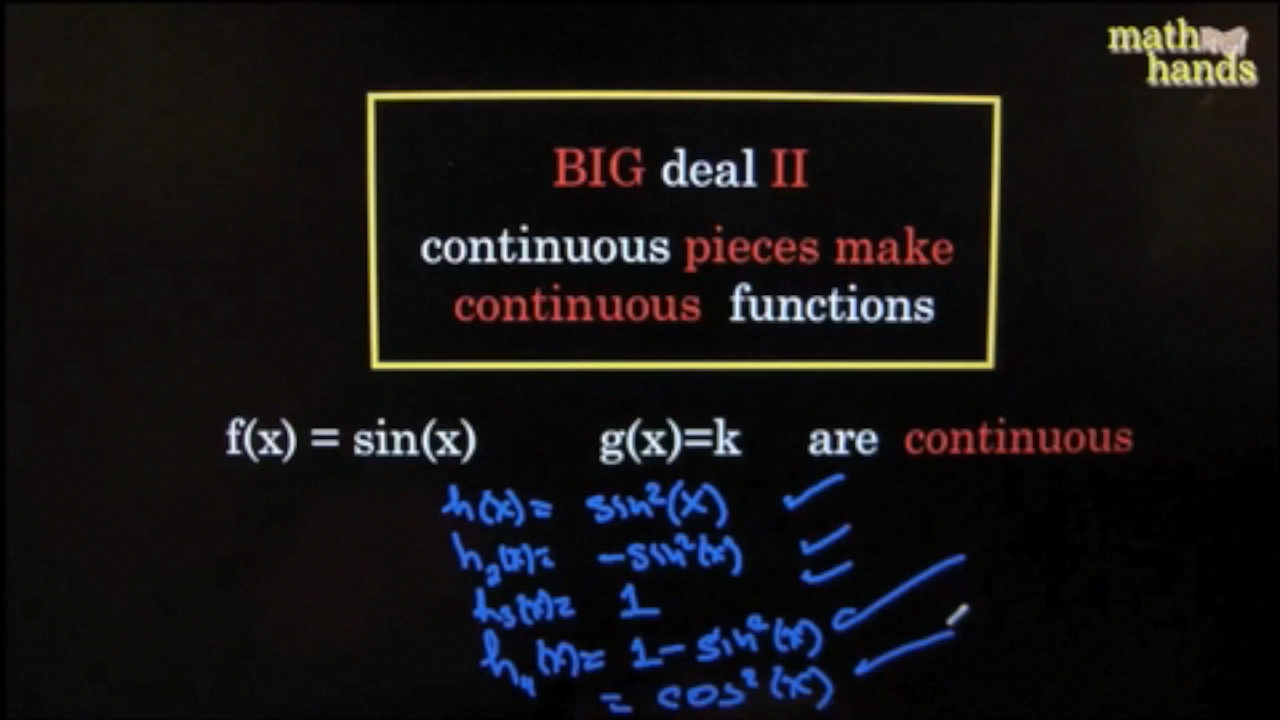 math
hands
BIG deal II
continuous pieces make
continuous functions
f(x) = sin(x) g(x)=k are continuous
h(x) = sin²(x)
h₂(x) = -sin²(x)
h₃(x) = 1
h₄(x) = 1 - sin²(x)
= cos²(x)